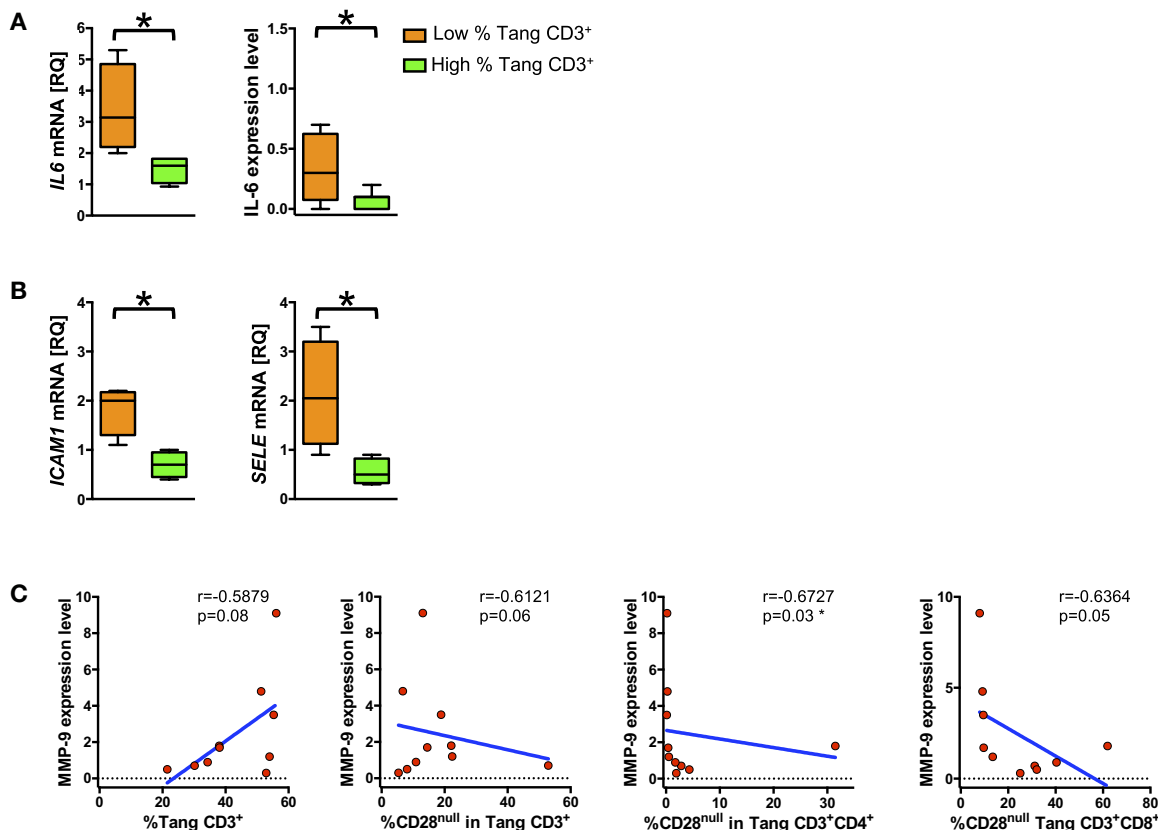 A
IL6 mRNA [RQ]
6
5
4
3
2
1
0
*
IL-6 expression level
1.5
1.0
0.5
0.0
*
Low % Tang CD3⁺
High % Tang CD3⁺
B
ICAM1 mRNA [RQ]
4
3
2
1
0
*
SELE mRNA [RQ]
4
3
2
1
0
*
C
MMP-9 expression level
10
8
6
4
2
0
r=-0.5879
p=0.08
0 20 40 60
%Tang CD3⁺
MMP-9 expression level
10
8
6
4
2
0
r=-0.6121
p=0.06
0 20 40 60
%CD28ⁿᵘˡˡ in Tang CD3⁺
MMP-9 expression level
10
8
6
4
2
0
r=-0.6727
p=0.03 *
0 10 20 30
%CD28ⁿᵘˡˡ in Tang CD3⁺CD4⁺
MMP-9 expression level
10
5
0
r=-0.6364
p=0.05
0 20 40 60 80
%CD28ⁿᵘˡˡ Tang CD3⁺CD8⁺